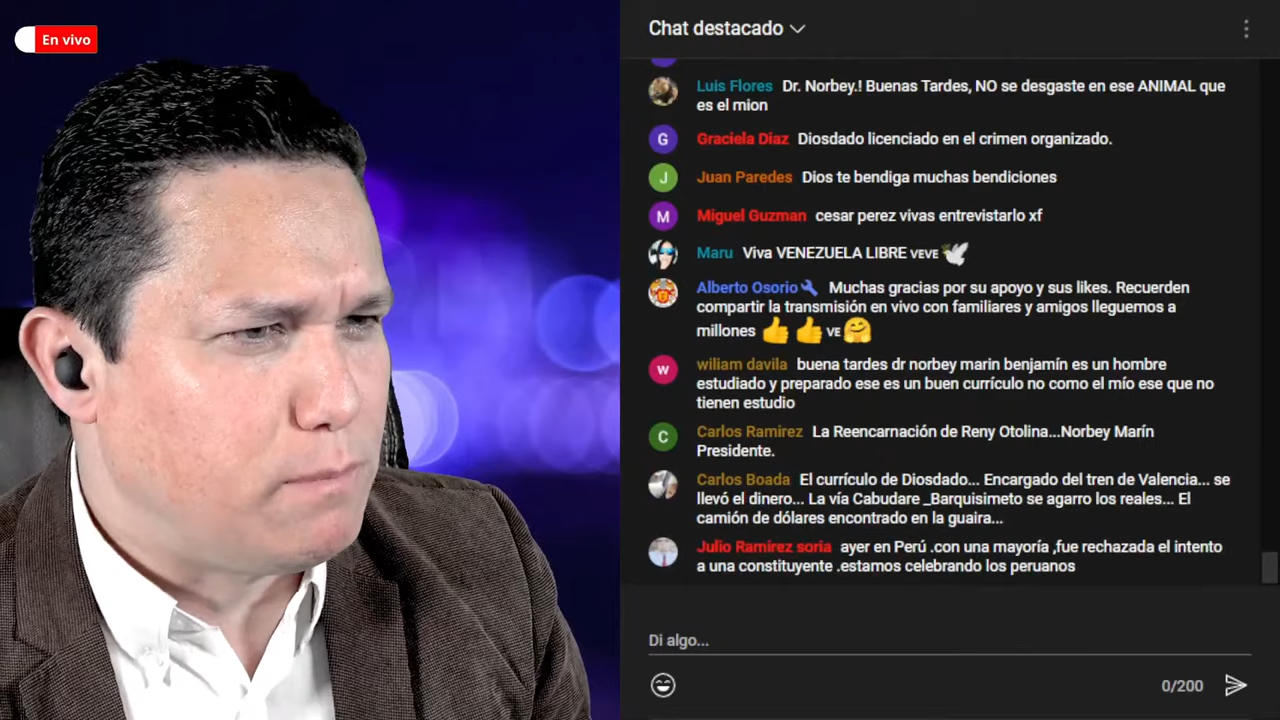 En vivo
Chat destacado
Luis Flores Dr. Norbey.! Buenas Tardes, NO se desgaste en ese ANIMAL que
es el mion
G Graciela Diaz Diosdado licenciado en el crimen organizado.
J Juan Paredes Dios te bendiga muchas bendiciones
M Miguel Guzman cesar perez vivas entrevistarlo xf
Maru Viva VENEZUELA LIBRE VEVE 🕊️
Alberto Osorio🔧 Muchas gracias por su apoyo y sus likes. Recuerden
compartir la transmisión en vivo con familiares y amigos lleguemos a
millones 👍 👍 VE 🤗
w wiliam davila buena tardes dr norbey marin benjamín es un hombre
estudiado y preparado ese es un buen currículo no como el mío ese que no
tienen estudio
C Carlos Ramirez La Reencarnación de Reny Otolina...Norbey Marín
Presidente.
Carlos Boada El currículo de Diosdado... Encargado del tren de Valencia... se
llevó el dinero... La vía Cabudare _Barquisimeto se agarro los reales... El
camión de dólares encontrado en la guaira...
Julio Ramirez soria ayer en Perú .con una mayoría ,fue rechazada el intento
a una constituyente .estamos celebrando los peruanos
Di algo...
0/200